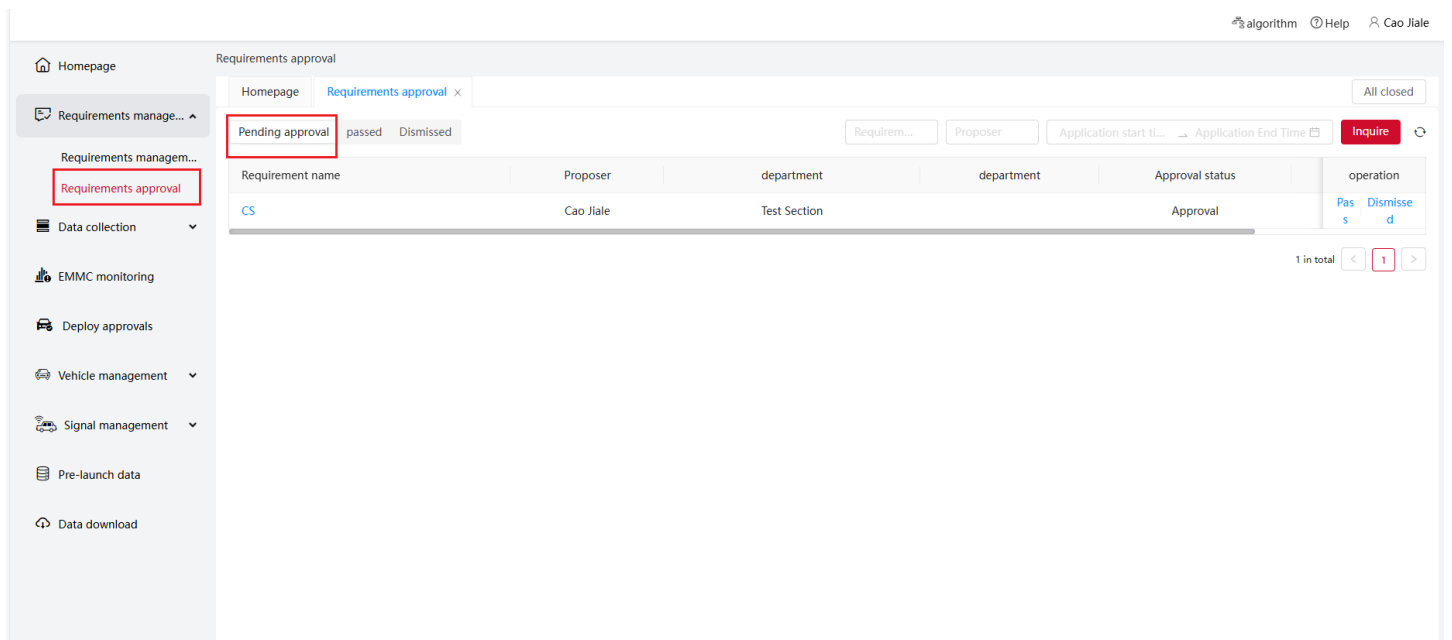 algorithm Help Cao Jiale
Homepage
Requirements manage...
Requirements managem...
Requirements approval
Data collection
EMMC monitoring
Deploy approvals
Vehicle management
Signal management
Pre-launch data
Data download
Requirements approval
Homepage Requirements approval × All closed
Pending approval passed Dismissed Requirem... Proposer Application start ti... → Application End Time Inquire
Requirement name Proposer department department Approval status operation
CS Cao Jiale Test Section Approval Pas Dismisse
s d
1 in total < 1 >